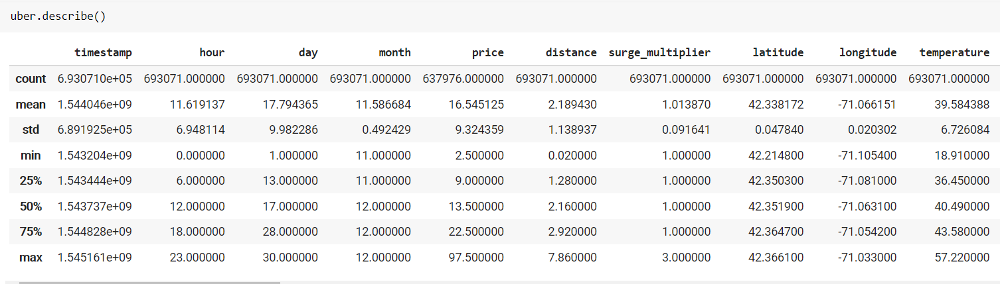 uber.describe()
timestamp hour day month price distance surge_multiplier latitude longitude temperature
count 6.930710e+05 693071.000000 693071.000000 693071.000000 637976.000000 693071.000000 693071.000000 693071.000000 693071.000000 693071.000000
mean 1.544046e+09 11.619137 17.794365 11.586684 16.545125 2.189430 1.013870 42.338172 -71.066151 39.584388
std 6.891925e+05 6.948114 9.982286 0.492429 9.324359 1.138937 0.091641 0.047840 0.020302 6.726084
min 1.543204e+09 0.000000 1.000000 11.000000 2.500000 0.020000 1.000000 42.214800 -71.105400 18.910000
25% 1.543444e+09 6.000000 13.000000 11.000000 9.000000 1.280000 1.000000 42.350300 -71.081000 36.450000
50% 1.543737e+09 12.000000 17.000000 12.000000 13.500000 2.160000 1.000000 42.351900 -71.063100 40.490000
75% 1.544828e+09 18.000000 28.000000 12.000000 22.500000 2.920000 1.000000 42.364700 -71.054200 43.580000
max 1.545161e+09 23.000000 30.000000 12.000000 97.500000 7.860000 3.000000 42.366100 -71.033000 57.220000